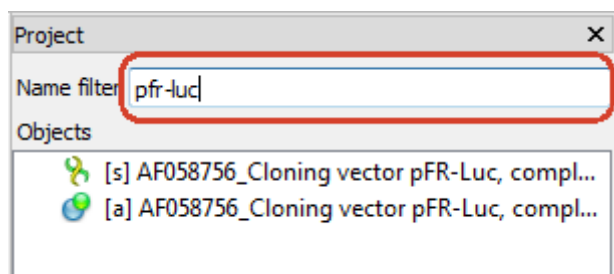 Project
Name filter pfr-luc
Objects
[s] AF058756_Cloning vector pFR-Luc, compl...
[a] AF058756_Cloning vector pFR-Luc, compl...